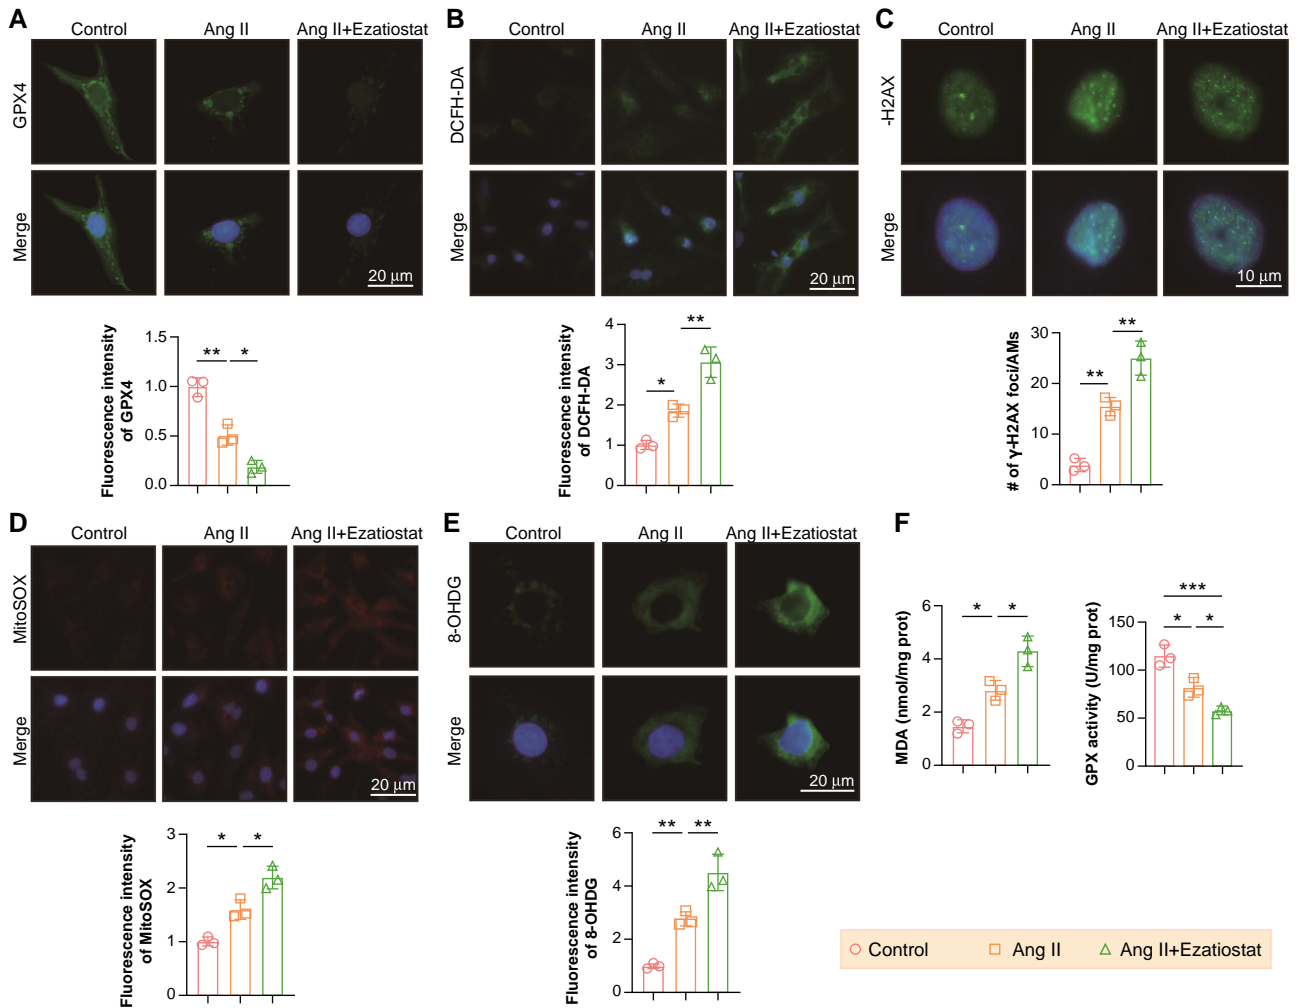 A
Control
Ang II
Ang II+Ezatiostat
GPX4
Merge
20 μm
Fluorescence intensity
of GPX4
1.5
1.0
0.5
0.0
**
*
B
Control
Ang II
Ang II+Ezatiostat
DCFH-DA
Merge
20 μm
Fluorescence intensity
of DCFH-DA
4
3
2
1
0
*
**
C
Control
Ang II
Ang II+Ezatiostat
-H2AX
Merge
10 μm
# of γ-H2AX foci/AMs
30
20
10
0
**
**
D
Control
Ang II
Ang II+Ezatiostat
MitoSOX
Merge
20 μm
Fluorescence intensity
of MitoSOX
3
2
1
0
*
*
E
Control
Ang II
Ang II+Ezatiostat
8-OHDG
Merge
20 μm
Fluorescence intensity
of 8-OHDG
6
4
2
0
**
**
F
MDA (nmol/mg prot)
6
4
2
0
*
*
GPX activity (U/mg prot)
150
100
50
0
***
*
*
Control
Ang II
Ang II+Ezatiostat